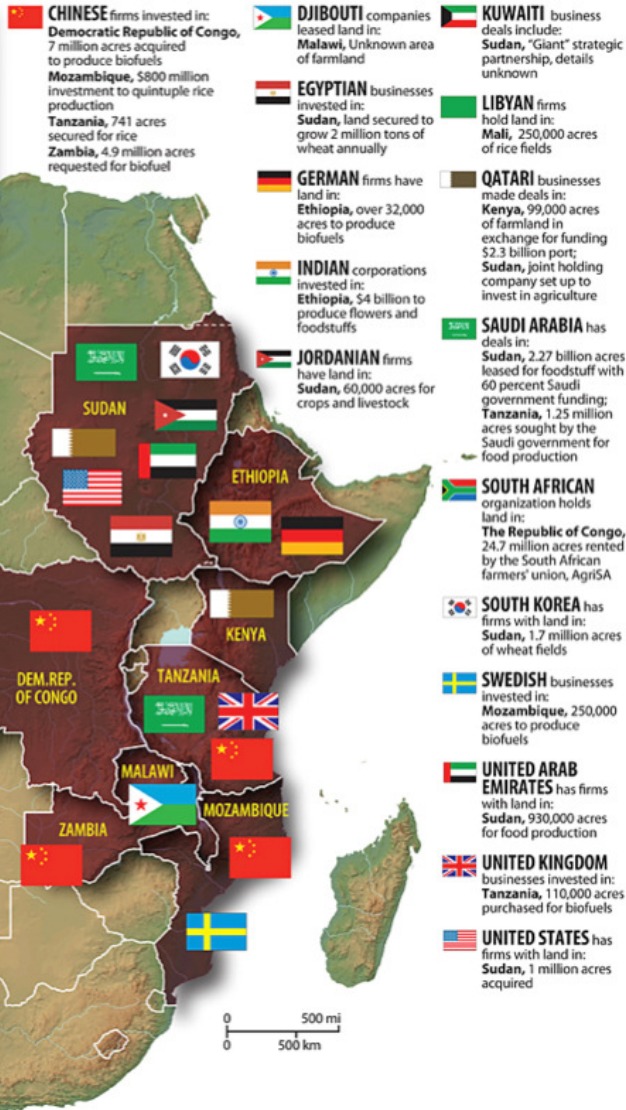 CHINESE firms invested in:
Democratic Republic of Congo,
7 million acres acquired
to produce biofuels
Mozambique, $800 million
investment to quintuple rice
production
Tanzania, 741 acres
secured for rice
Zambia, 4.9 million acres
requested for biofuel
DJIBOUTI companies
leased land in:
Malawi, Unknown area
of farmland
EGYPTIAN businesses
invested in:
Sudan, land secured to
grow 2 million tons of
wheat annually
GERMAN firms have
land in:
Ethiopia, over 32,000
acres to produce
biofuels
INDIAN corporations
invested in:
Ethiopia, $4 billion to
produce flowers and
foodstuffs
JORDANIAN firms
have land in:
Sudan, 60,000 acres for
crops and livestock
KUWAITI business
deals include:
Sudan, "Giant" strategic
partnership, details
unknown
LIBYAN firms
hold land in:
Mali, 250,000 acres
of rice fields
QATARI businesses
made deals in:
Kenya, 99,000 acres
of farmland in
exchange for funding
$2.3 billion port;
Sudan, joint holding
company set up to
invest in agriculture
SAUDI ARABIA has
deals in:
Sudan, 2.27 billion acres
leased for foodstuff with
60 percent Saudi
government funding;
Tanzania, 1.25 million
acres sought by the
Saudi government for
food production
SOUTH AFRICAN
organization holds
land in:
The Republic of Congo,
24.7 million acres rented
by the South African
farmers' union, AgriSA
SOUTH KOREA has
firms with land in:
Sudan, 1.7 million acres
of wheat fields
SWEDISH businesses
invested in:
Mozambique, 250,000
acres to produce
biofuels
UNITED ARAB
EMIRATES has firms
with land in:
Sudan, 930,000 acres
for food production
UNITED KINGDOM
businesses invested in:
Tanzania, 110,000 acres
purchased for biofuels
UNITED STATES has
firms with land in:
Sudan, 1 million acres
acquired
SUDAN
ETHIOPIA
KENYA
DEM.REP.
OF CONGO
TANZANIA
MALAWI
MOZAMBIQUE
ZAMBIA
0 500 mi
0 500 km